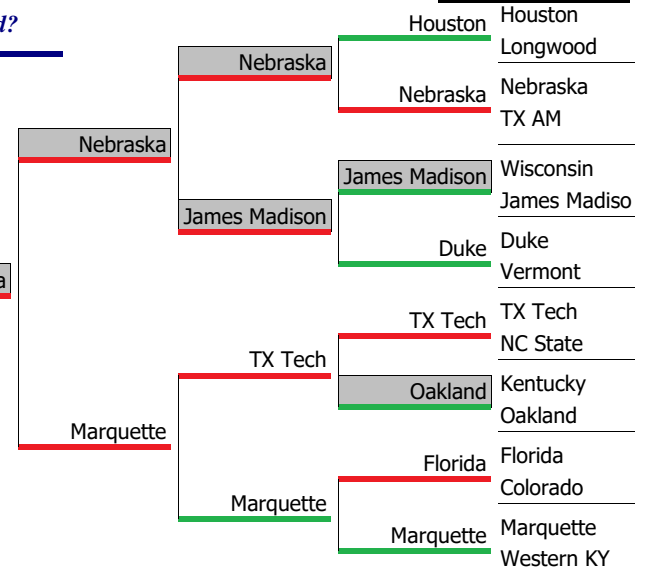 d?
Houston
Longwood
Nebraska
TX AM
Wisconsin
James Madiso
Duke
Vermont
TX Tech
NC State
Kentucky
Oakland
Florida
Colorado
Marquette
Western KY
Houston
Nebraska
James Madison
Duke
TX Tech
Oakland
Florida
Marquette
Nebraska
James Madison
TX Tech
Marquette
Nebraska
Marquette
a